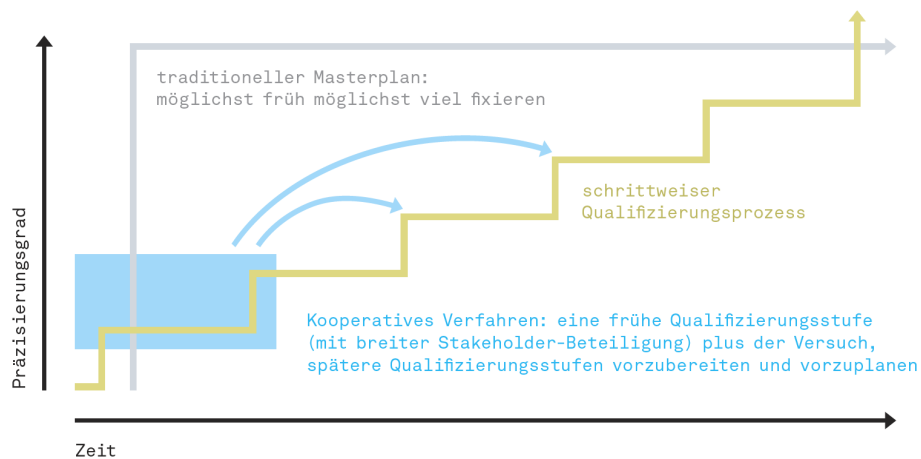 traditioneller Masterplan:
möglichst früh möglichst viel fixieren
schrittweiser
Qualifizierungsprozess
Präzisierungsgrad
Kooperatives Verfahren: eine frühe Qualifizierungsstufe
(mit breiter Stakeholder-Beteiligung) plus der Versuch,
spätere Qualifizierungsstufen vorzubereiten und vorzuplanen
Zeit